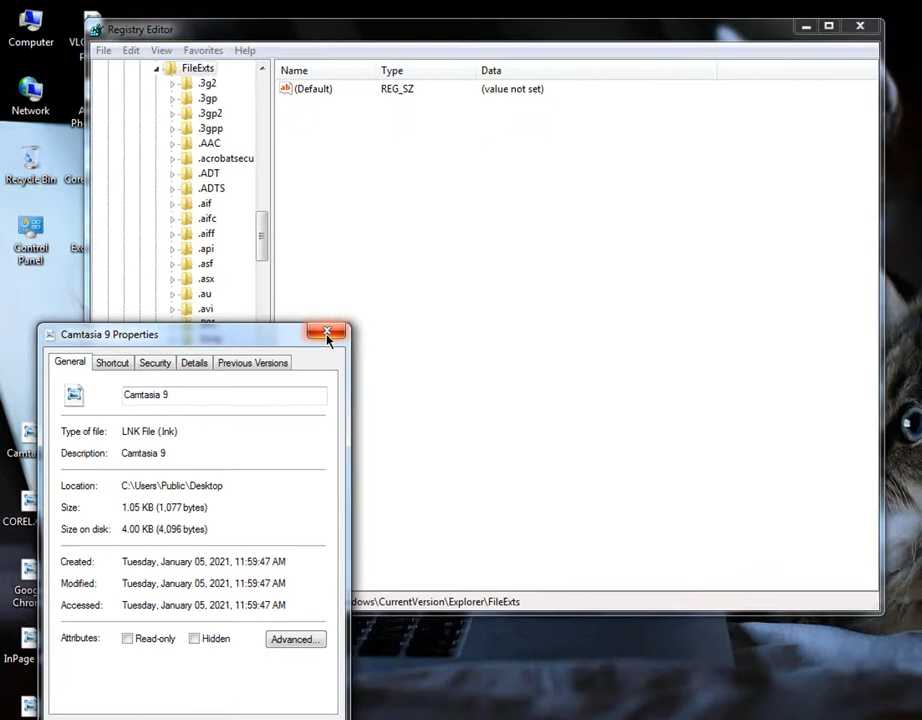 Computer
VLC
Network
Recycle Bin
Control
Panel
Registry Editor
File Edit View Favorites Help
FileExts
.3g2
.3gp
.3gp2
.3gpp
.AAC
.acrobatsecu
.ADT
.ADTS
.aif
.aifc
.aiff
.api
.asf
.asx
.au
.avi
Name Type Data
(Default) REG_SZ (value not set)
Camtasia 9 Properties
General Shortcut Security Details Previous Versions
Camtasia 9
Type of file: LNK File (.lnk)
Description: Camtasia 9
Location: C:\Users\Public\Desktop
Size: 1.05 KB (1,077 bytes)
Size on disk: 4.00 KB (4,096 bytes)
Created: Tuesday, January 05, 2021, 11:59:47 AM
Modified: Tuesday, January 05, 2021, 11:59:47 AM
Accessed: Tuesday, January 05, 2021, 11:59:47 AM
Attributes: Read-only Hidden Advanced...
dows\CurrentVersion\Explorer\FileExts
Camta
COREL
Goog
Chron
InPage